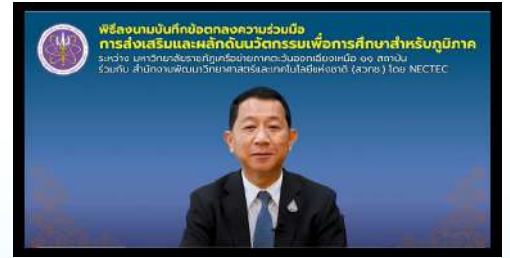 พิธีลงนามบันทึกข้อตกลงความร่วมมือ
การส่งเสริมและผลักดันนวัตกรรมเพื่อการศึกษาสำหรับภูมิภาค
ระหว่าง มหาวิทยาลัยราชภัฏเครือข่ายภาคตะวันออกเฉียงเหนือ ๑๑ สถาบัน
ร่วมกับ สำนักงานพัฒนาวิทยาศาสตร์และเทคโนโลยีแห่งชาติ (สวทช.) โดย NECTEC